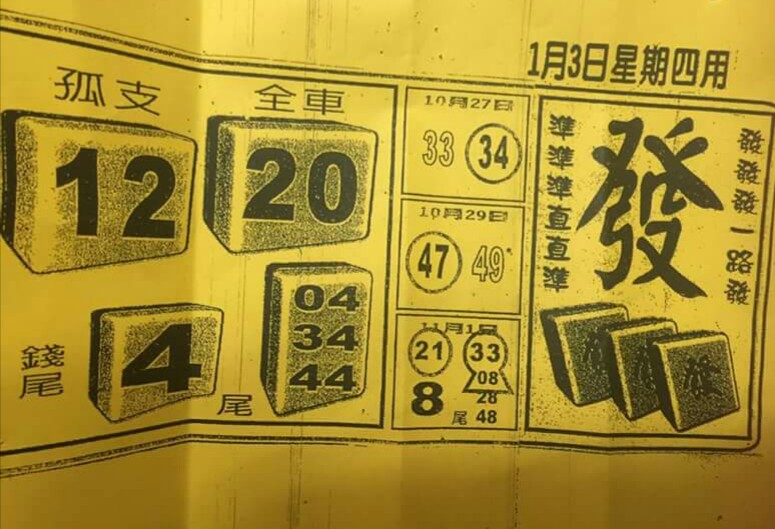 1月3日星期四用
孤支
12
全車
20
錢尾
4
尾
04
34
44
10月27日
33 34
10月29日
47 49
11月1日
21 33
8尾
08
28
48
準準準直直準
發
發發發一路發
發